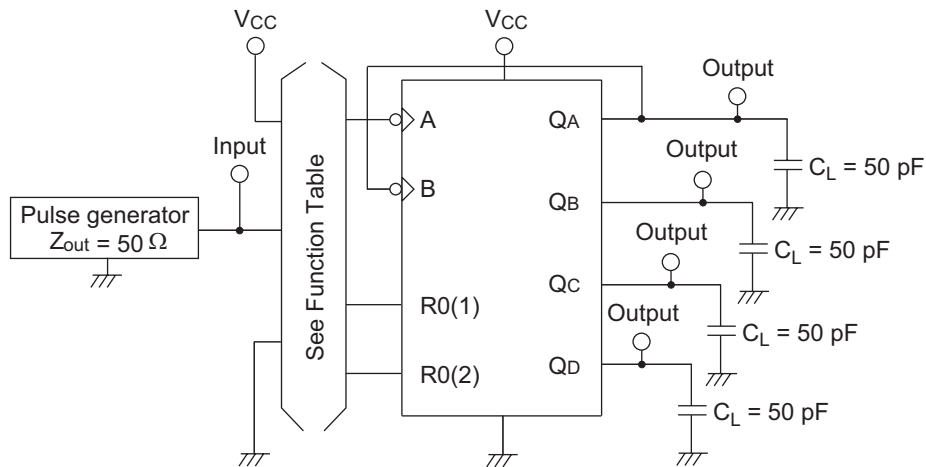 VCC
VCC
Output
Output
Output
Output
Input
Pulse generator
Zout = 50 Ω
See Function Table
A
B
R0(1)
R0(2)
QA
QB
QC
QD
CL = 50 pF
CL = 50 pF
CL = 50 pF
CL = 50 pF